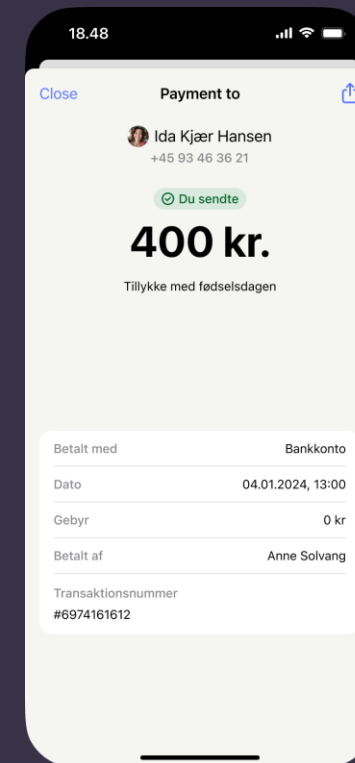 18.48
Close Payment to
Ida Kjær Hansen
+45 93 46 36 21
Du sendte
400 kr.
Tillykke med fødselsdagen
Betalt med Bankkonto
Dato 04.01.2024, 13:00
Gebyr 0 kr
Betalt af Anne Solvang
Transaktionsnummer
#6974161612